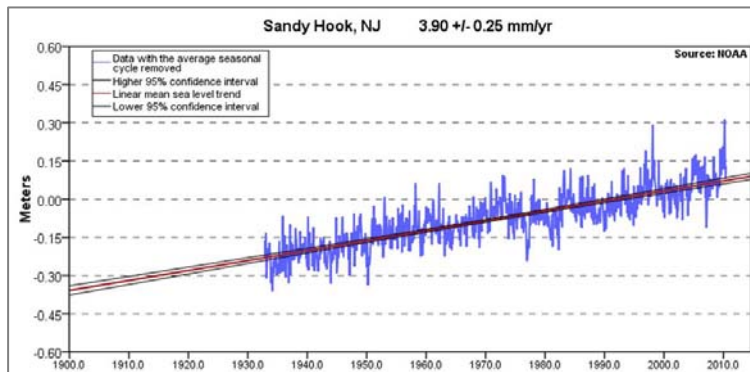 Sandy Hook, NJ 3.90 +/- 0.25 mm/yr
Source: NOAA
Data with the average seasonal
cycle removed
Higher 95% confidence interval
Linear mean sea level trend
Lower 95% confidence interval
Meters
0.60
0.45
0.30
0.15
0.00
-0.15
-0.30
-0.45
-0.60
1900.0 1910.0 1920.0 1930.0 1940.0 1950.0 1960.0 1970.0 1980.0 1990.0 2000.0 2010.0